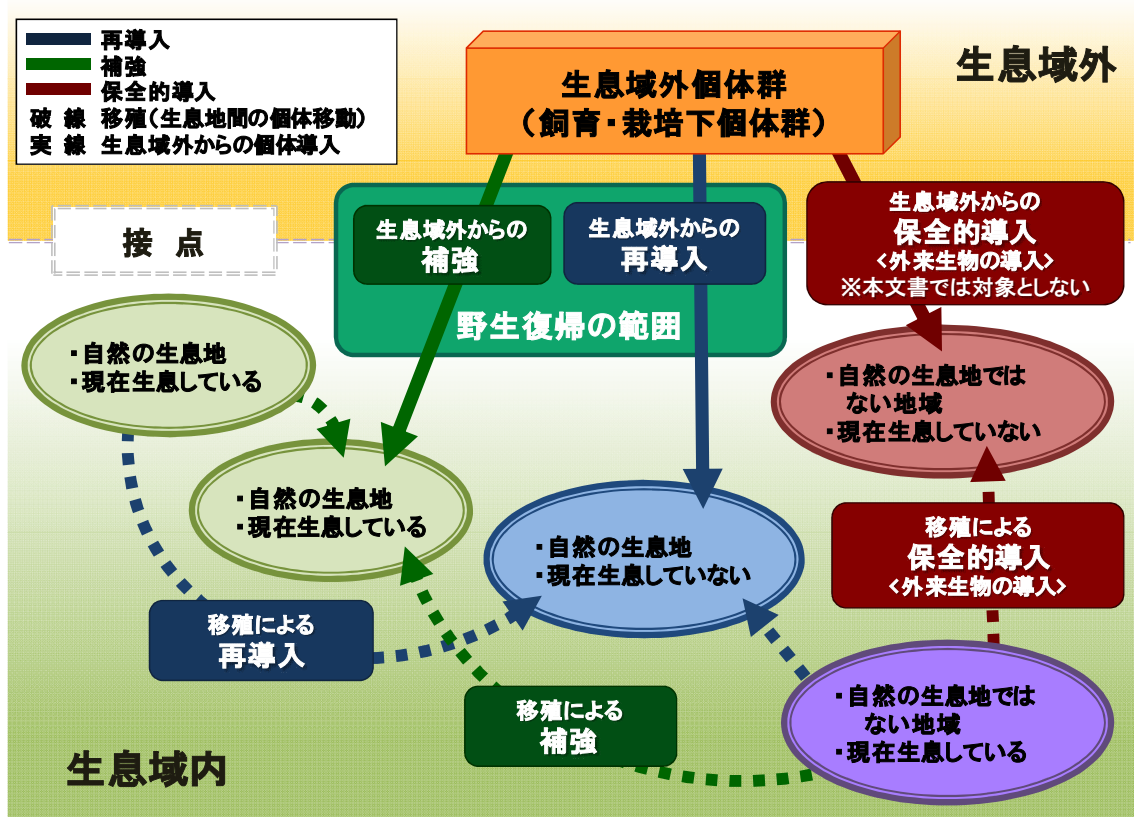 再導入
補強
保全的導入
破 線 移殖（生息地間の個体移動）
実 線 生息域外からの個体導入
生息域外
生息域外個体群
（飼育・栽培下個体群）
接 点
生息域外からの
補強
生息域外からの
再導入
野生復帰の範囲
生息域外からの
保全的導入
<外来生物の導入>
※本文書では対象としない
・自然の生息地
・現在生息している
・自然の生息地
・現在生息している
・自然の生息地
・現在生息していない
・自然の生息地では
ない地域
・現在生息していない
移殖による
保全的導入
<外来生物の導入>
移殖による
再導入
移殖による
補強
・自然の生息地では
ない地域
・現在生息している
生息域内